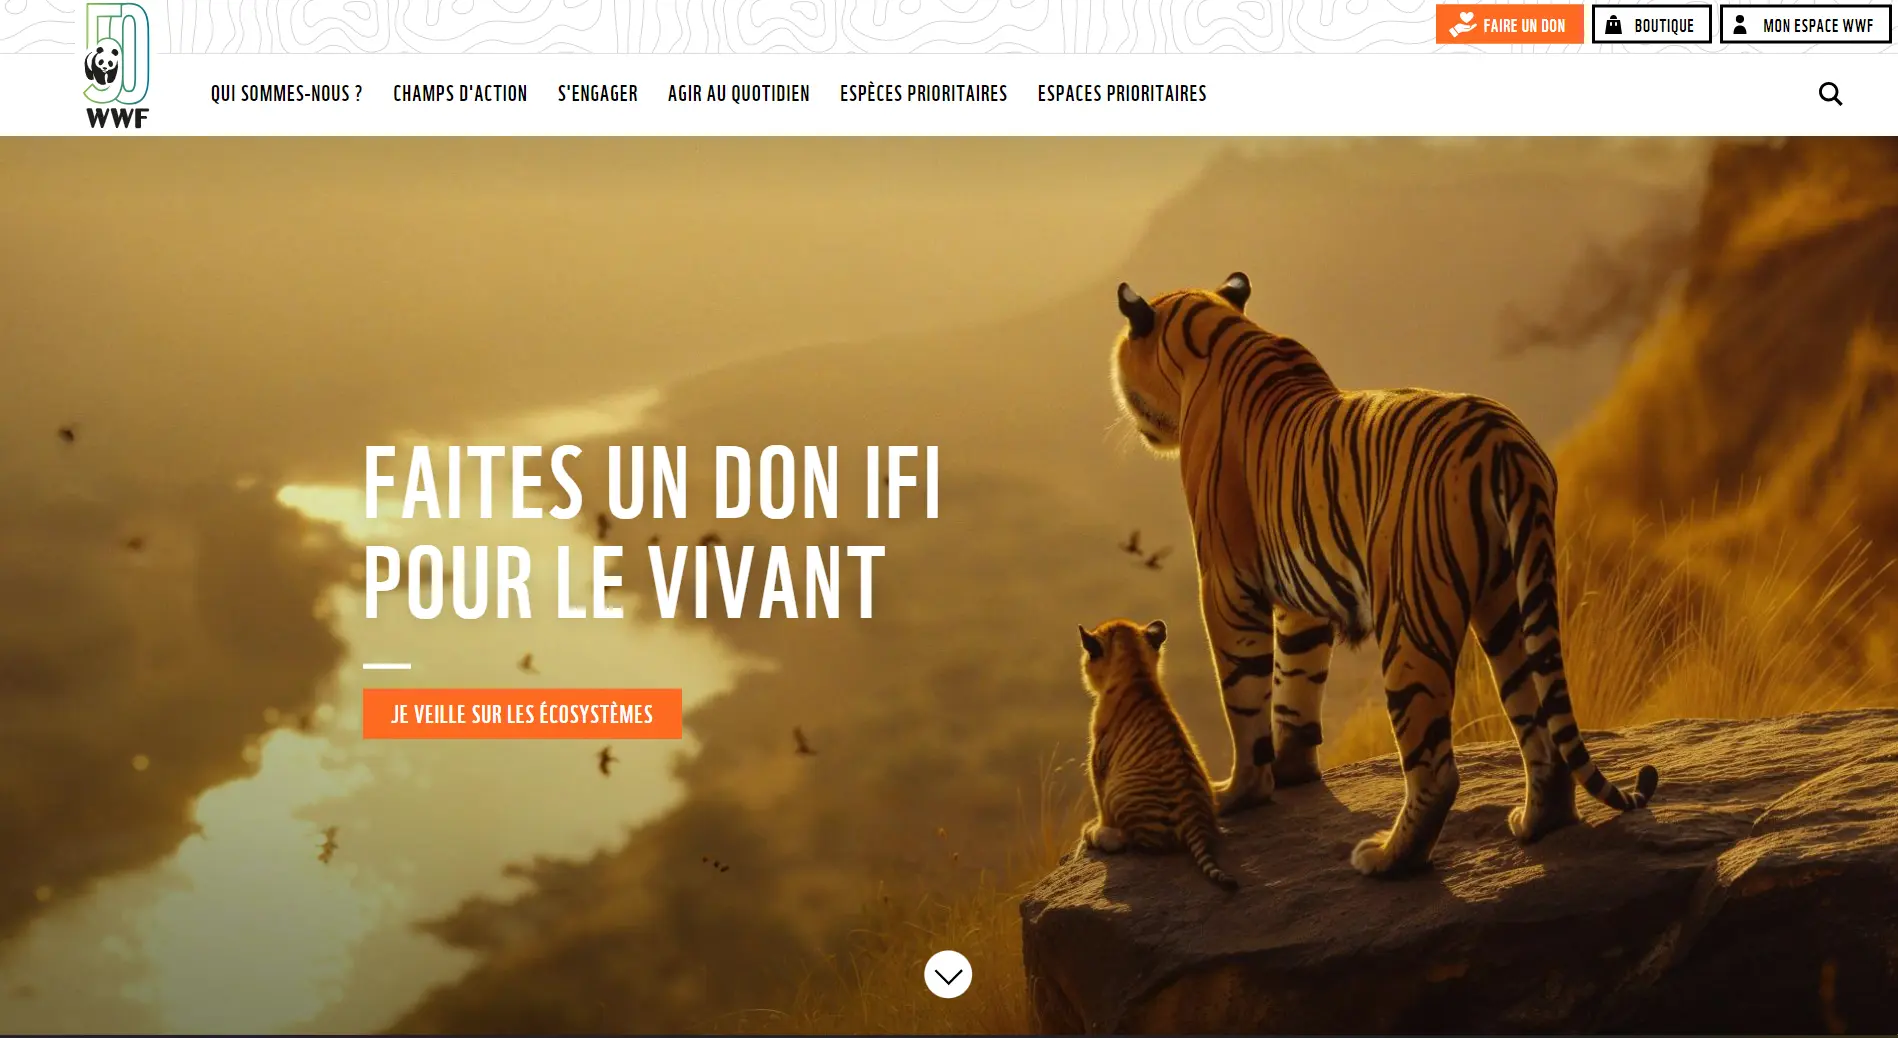 50
WWF
FAIRE UN DON
BOUTIQUE
MON ESPACE WWF
QUI SOMMES-NOUS ?
CHAMPS D'ACTION
S'ENGAGER
AGIR AU QUOTIDIEN
ESPÈCES PRIORITAIRES
ESPACES PRIORITAIRES
FAITES UN DON IFI
POUR LE VIVANT
JE VEILLE SUR LES ÉCOSYSTÈMES